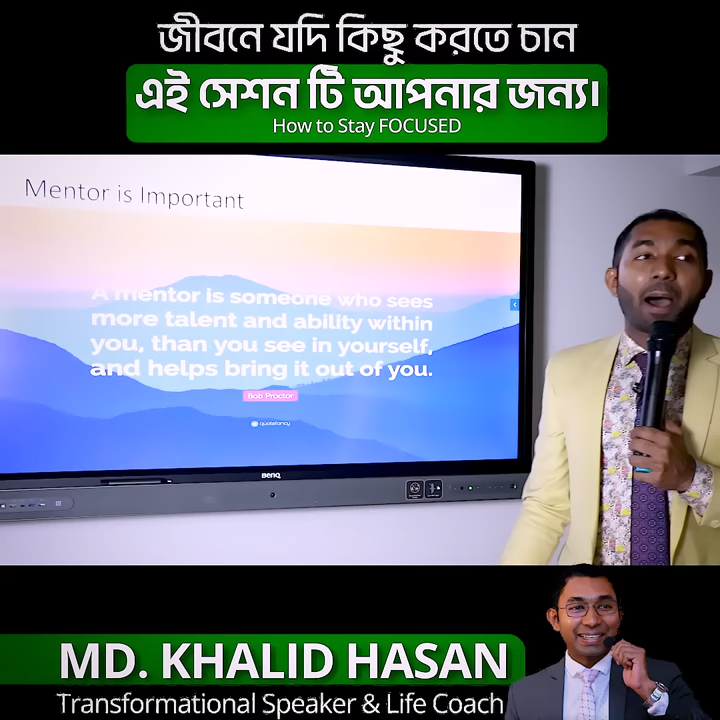 জীবনে যদি কিছু করতে চান
এই সেশন টি আপনার জন্য।
How to Stay FOCUSED
Mentor is Important
A mentor is someone who sees
more talent and ability within
you, than you see in yourself,
and helps bring it out of you.
Bob Proctor
quotefancy
BenQ
MD. KHALID HASAN
Transformational Speaker & Life Coach